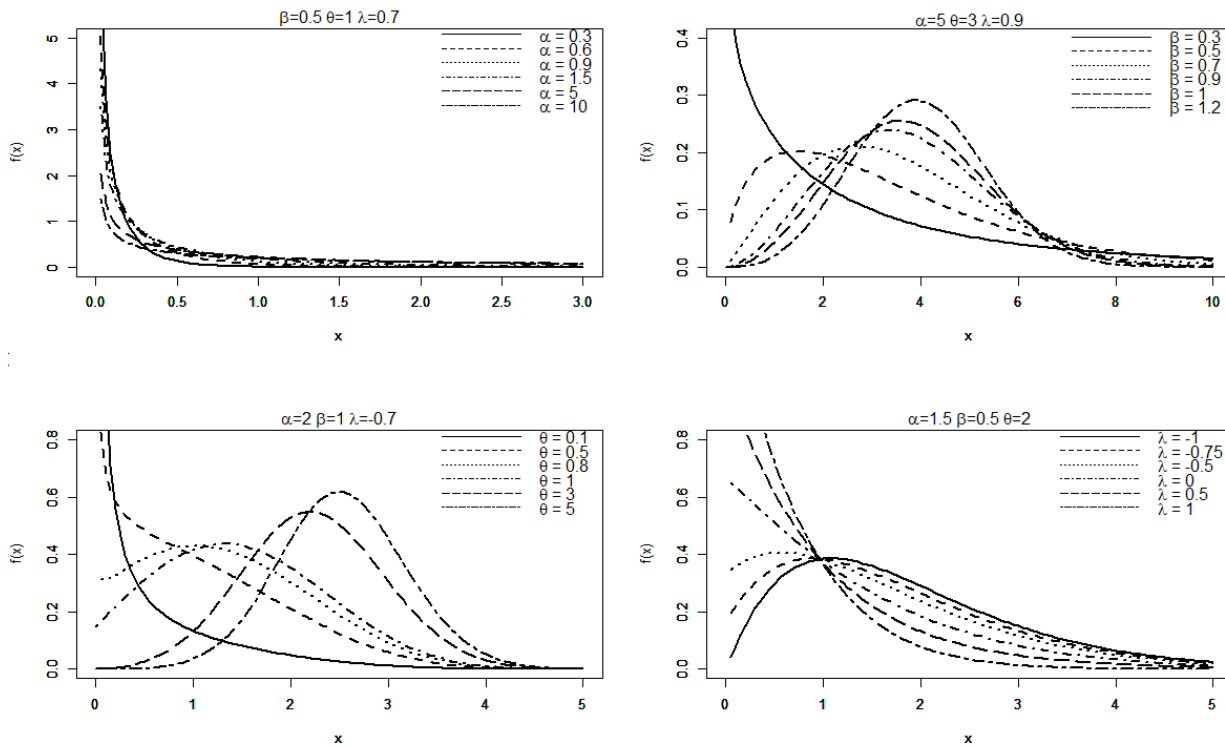 β=0.5 θ=1 λ=0.7
α = 0.3
α = 0.6
α = 0.9
α = 1.5
α = 5
α = 10
f(x)
5
4
3
2
1
0
0.0 0.5 1.0 1.5 2.0 2.5 3.0
x
α=5 θ=3 λ=0.9
β = 0.3
β = 0.5
β = 0.7
β = 0.9
β = 1
β = 1.2
f(x)
0.4
0.3
0.2
0.1
0.0
0 2 4 6 8 10
x
α=2 β=1 λ=-0.7
θ = 0.1
θ = 0.5
θ = 0.8
θ = 1
θ = 3
θ = 5
f(x)
0.8
0.6
0.4
0.2
0.0
0 1 2 3 4 5
x
α=1.5 β=0.5 θ=2
λ = -1
λ = -0.75
λ = -0.5
λ = 0
λ = 0.5
λ = 1
f(x)
0.8
0.6
0.4
0.2
0.0
0 1 2 3 4 5
x